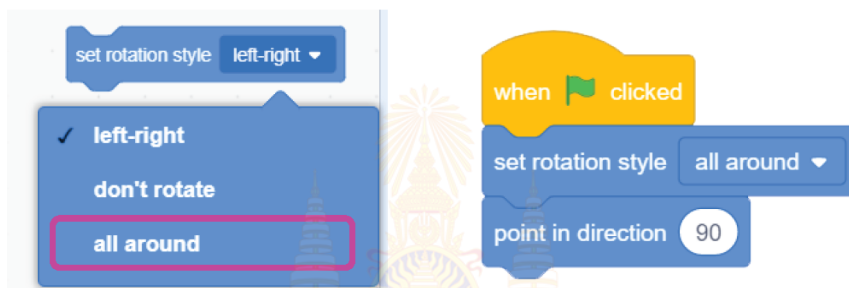 set rotation style left-right
✓ left-right
don't rotate
all around
when clicked
set rotation style all around
point in direction 90